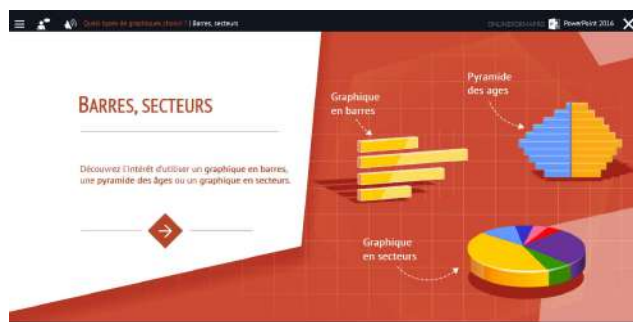 Quels types de graphiques choisir ? | Barres, secteurs
ONLINEFORMAPRO
PowerPoint 2016
BARRES, SECTEURS
Découvrez l'intérêt d'utiliser un graphique en barres,
une pyramide des âges ou un graphique en secteurs.
Graphique
en barres
Pyramide
des ages
Graphique
en secteurs